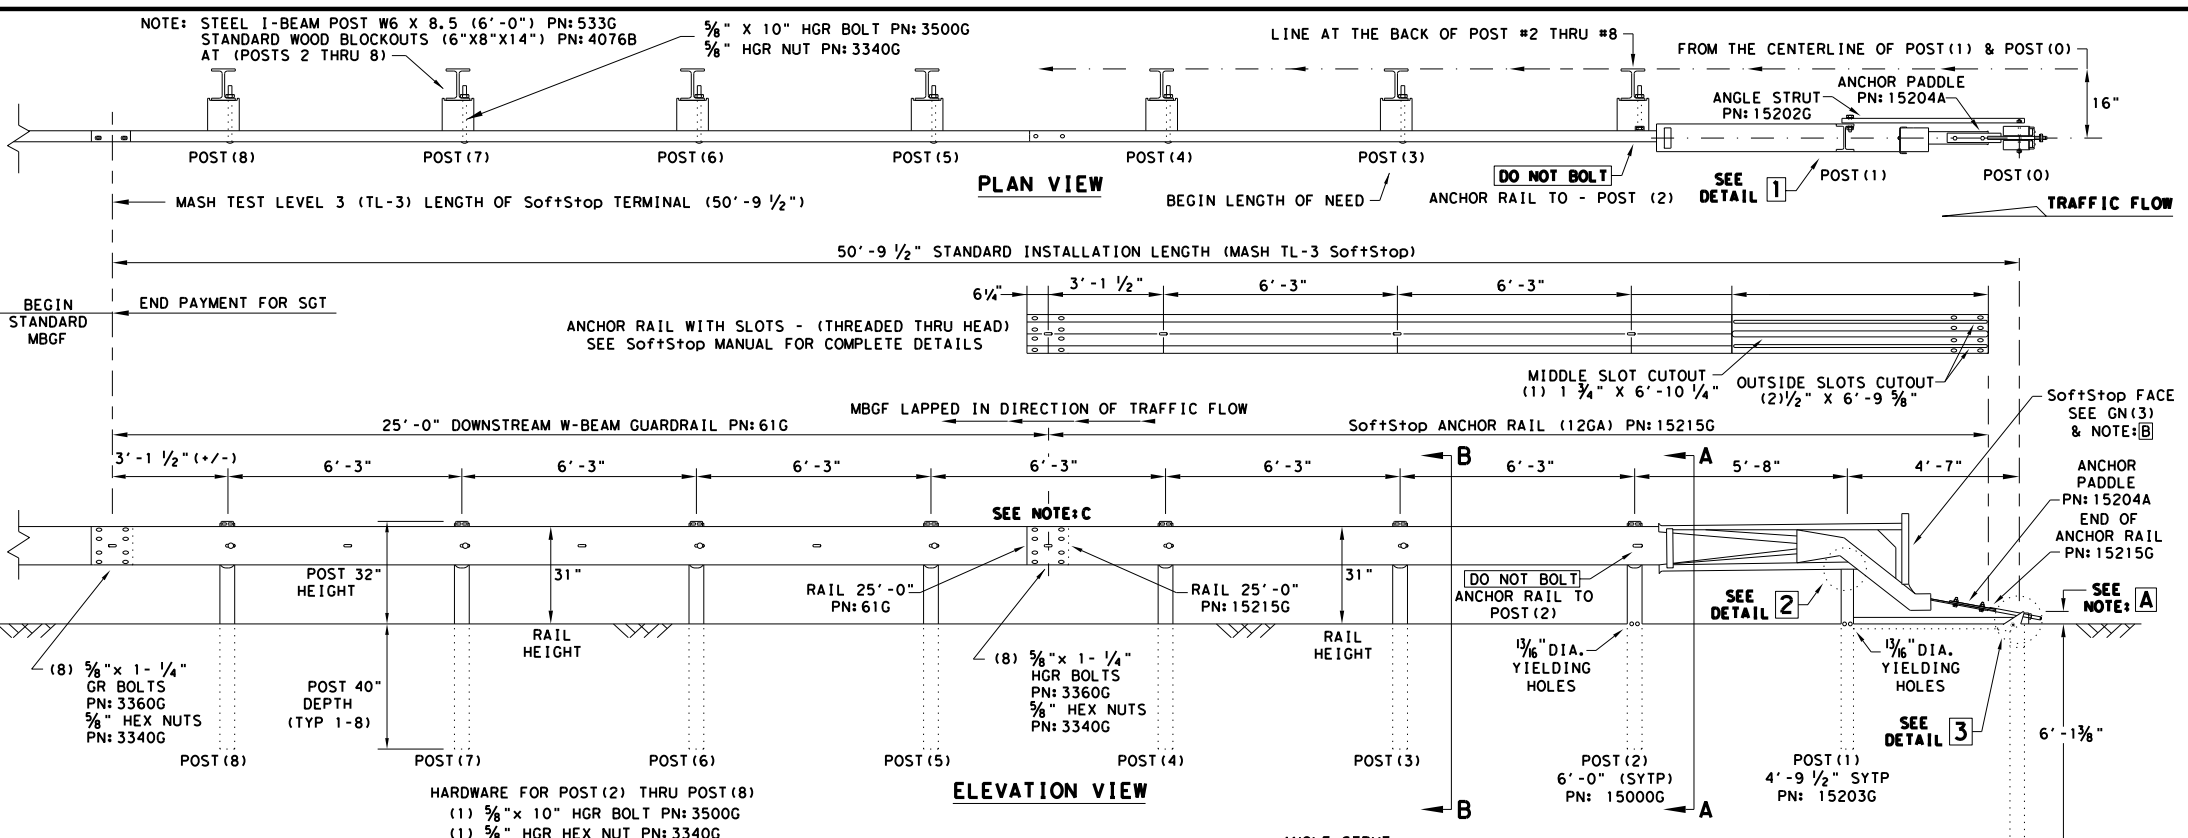 NOTE: STEEL I-BEAM POST W6 X 8.5 (6'-0") PN:533G
STANDARD WOOD BLOCKOUTS (6"X8"X14") PN:4076B
AT (POSTS 2 THRU 8)
5/8" X 10" HGR BOLT PN:3500G
5/8" HGR NUT PN:3340G
LINE AT THE BACK OF POST #2 THRU #8
FROM THE CENTERLINE OF POST(1) & POST(0)
ANCHOR PADDLE
PN:15204A
ANGLE STRUT
PN:15202G
16"
POST(8)
POST(7)
POST(6)
POST(5)
POST(4)
POST(3)
POST(1)
POST(0)
PLAN VIEW
BEGIN LENGTH OF NEED
DO NOT BOLT
ANCHOR RAIL TO - POST (2)
SEE
DETAIL 1
TRAFFIC FLOW
MASH TEST LEVEL 3 (TL-3) LENGTH OF SoftStop TERMINAL (50'-9 1/2")
50'-9 1/2" STANDARD INSTALLATION LENGTH (MASH TL-3 SoftStop)
BEGIN
STANDARD
MBGF
END PAYMENT FOR SGT
6 1/4"
3'-1 1/2"
6'-3"
6'-3"
ANCHOR RAIL WITH SLOTS - (THREADED THRU HEAD)
SEE SoftStop MANUAL FOR COMPLETE DETAILS
MIDDLE SLOT CUTOUT
(1) 1 3/4" X 6'-10 1/4"
OUTSIDE SLOTS CUTOUT
(2)1/2" X 6'-9 5/8"
SoftStop FACE
SEE GN(3)
& NOTE:B
MBGF LAPPED IN DIRECTION OF TRAFFIC FLOW
25'-0" DOWNSTREAM W-BEAM GUARDRAIL PN:61G
SoftStop ANCHOR RAIL (12GA) PN:15215G
3'-1 1/2"(+/-)
6'-3"
6'-3"
6'-3"
6'-3"
6'-3"
6'-3"
5'-8"
4'-7"
B
A
ANCHOR
PADDLE
PN:15204A
END OF
ANCHOR RAIL
PN:15215G
SEE NOTE:C
POST 32"
HEIGHT
31"
RAIL
HEIGHT
RAIL 25'-0"
PN:61G
RAIL 25'-0"
PN:15215G
31"
RAIL
HEIGHT
DO NOT BOLT
ANCHOR RAIL TO
POST(2)
SEE
DETAIL 2
SEE
NOTE: A
(8) 5/8"x 1-1/4"
GR BOLTS
PN:3360G
5/8" HEX NUTS
PN:3340G
POST 40"
DEPTH
(TYP 1-8)
(8) 5/8"x 1-1/4"
HGR BOLTS
PN:3360G
5/8" HEX NUTS
PN:3340G
13/16"DIA.
YIELDING
HOLES
13/16"DIA.
YIELDING
HOLES
SEE
DETAIL 3
6'-1 3/8"
POST(8)
POST(7)
POST(6)
POST(5)
POST(4)
POST(3)
POST(2)
6'-0" (SYTP)
PN: 15000G
POST(1)
4'-9 1/2" SYTP
PN: 15203G
HARDWARE FOR POST(2) THRU POST(8)
(1) 5/8"x 10" HGR BOLT PN:3500G
(1) 5/8" HGR HEX NUT PN:3340G
ELEVATION VIEW
B
A